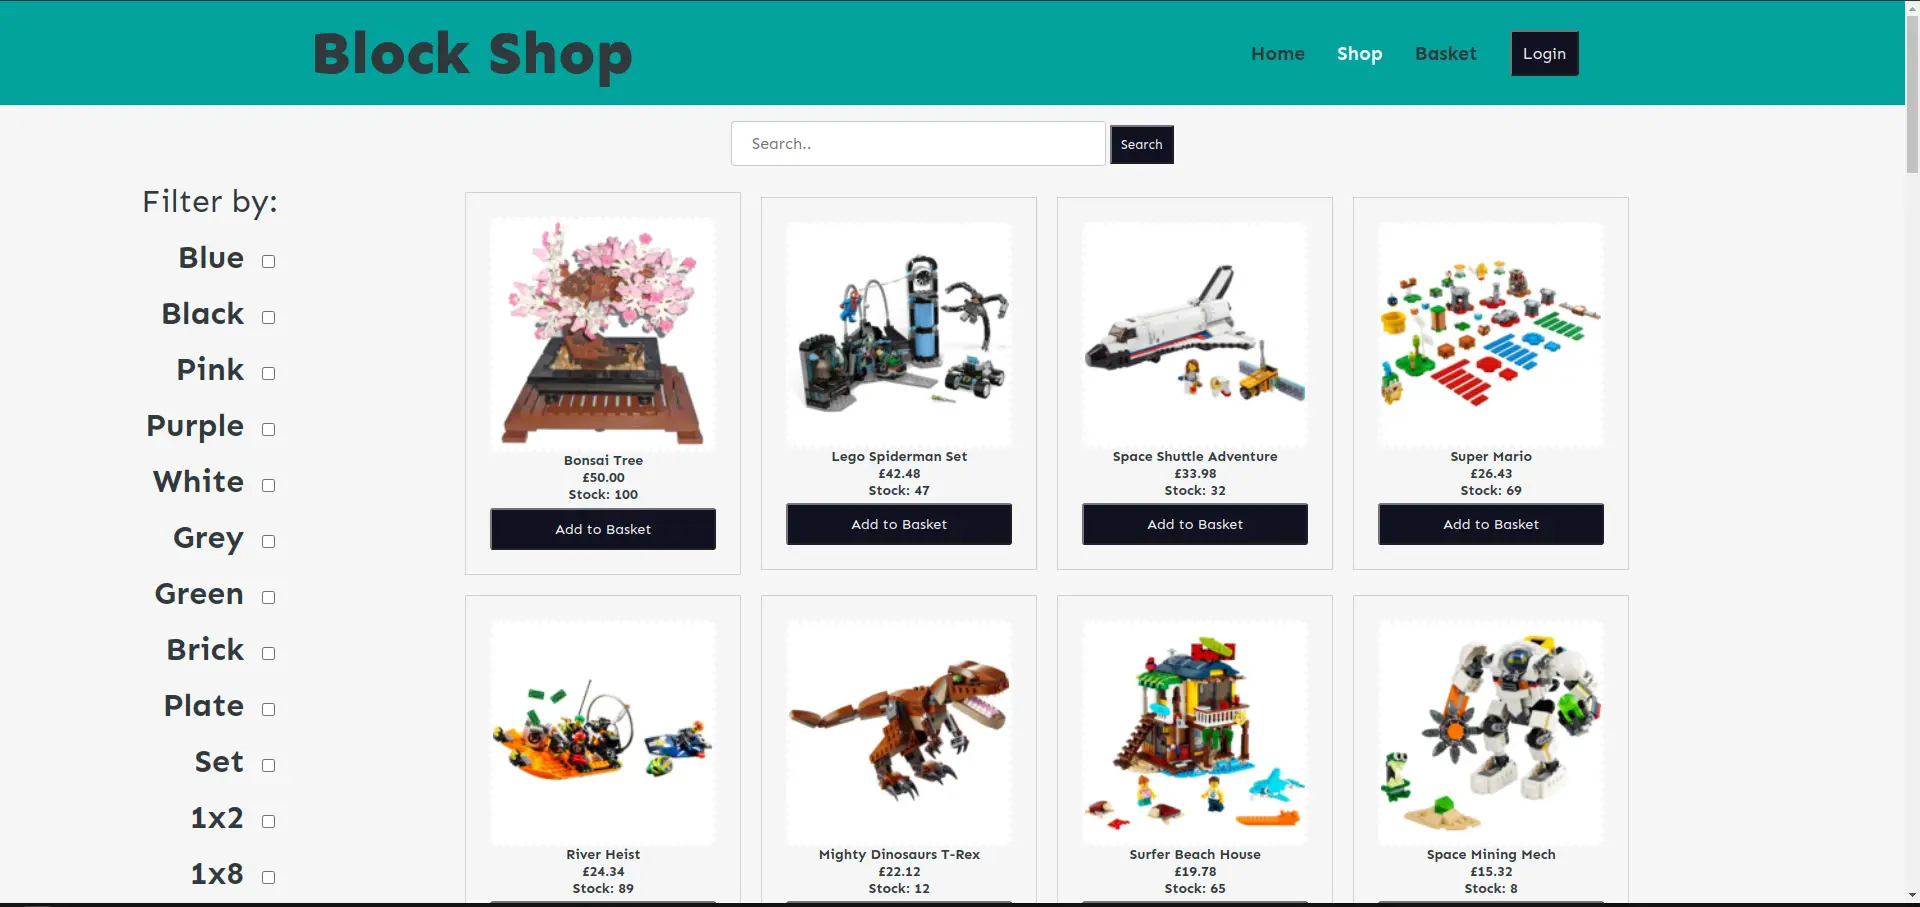 Block Shop
Home
Shop
Basket
Login
Search..
Search
Filter by:
Blue
Black
Pink
Purple
White
Grey
Green
Brick
Plate
Set
1x2
1x8
Bonsai Tree
£50.00
Stock: 100
Add to Basket
Lego Spiderman Set
£42.48
Stock: 47
Add to Basket
Space Shuttle Adventure
£33.98
Stock: 32
Add to Basket
Super Mario
£26.43
Stock: 69
Add to Basket
River Heist
£24.34
Stock: 89
Mighty Dinosaurs T-Rex
£22.12
Stock: 12
Surfer Beach House
£19.78
Stock: 65
Space Mining Mech
£15.32
Stock: 8